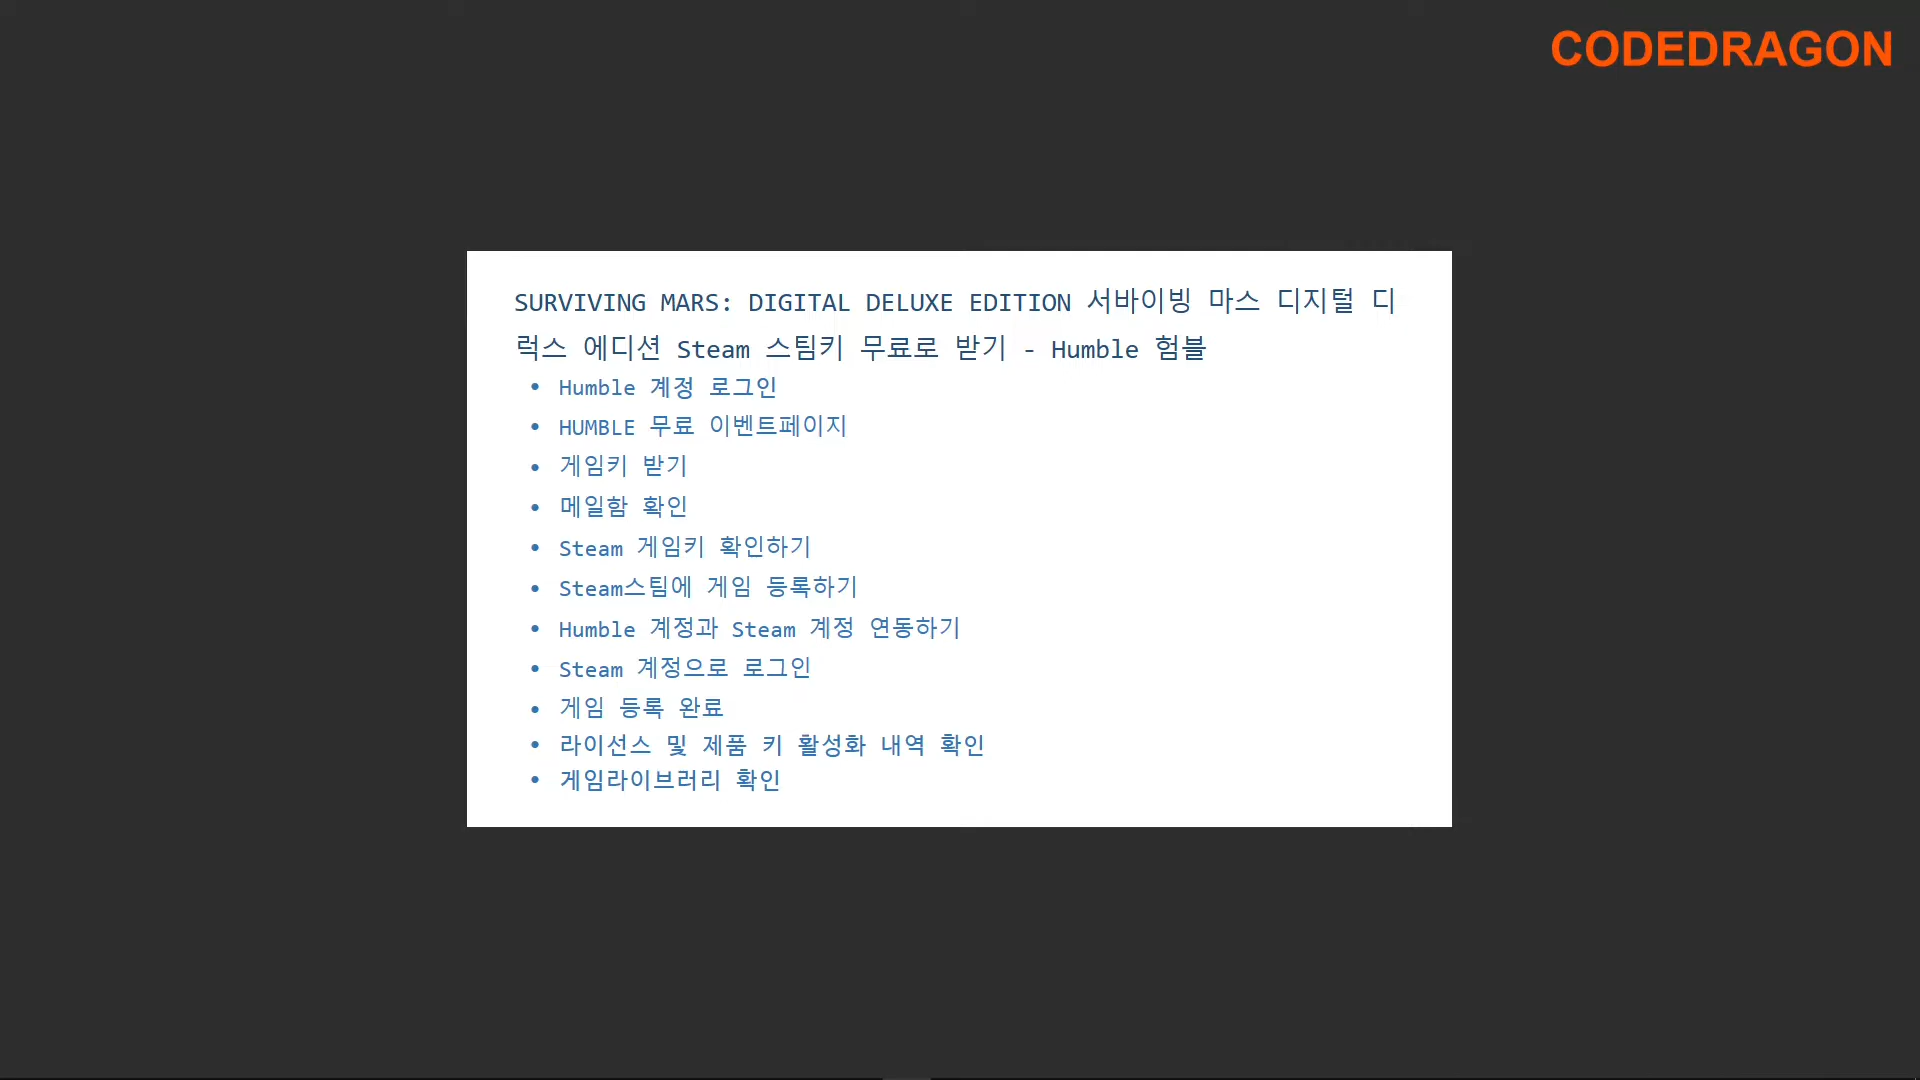 CODEDRAGON
SURVIVING MARS: DIGITAL DELUXE EDITION 서바이빙 마스 디지털 디
럭스 에디션 Steam 스팀키 무료로 받기 - Humble 험블
• Humble 계정 로그인
• HUMBLE 무료 이벤트페이지
• 게임키 받기
• 메일함 확인
• Steam 게임키 확인하기
• Steam스팀에 게임 등록하기
• Humble 계정과 Steam 계정 연동하기
• Steam 계정으로 로그인
• 게임 등록 완료
• 라이선스 및 제품 키 활성화 내역 확인
• 게임라이브러리 확인